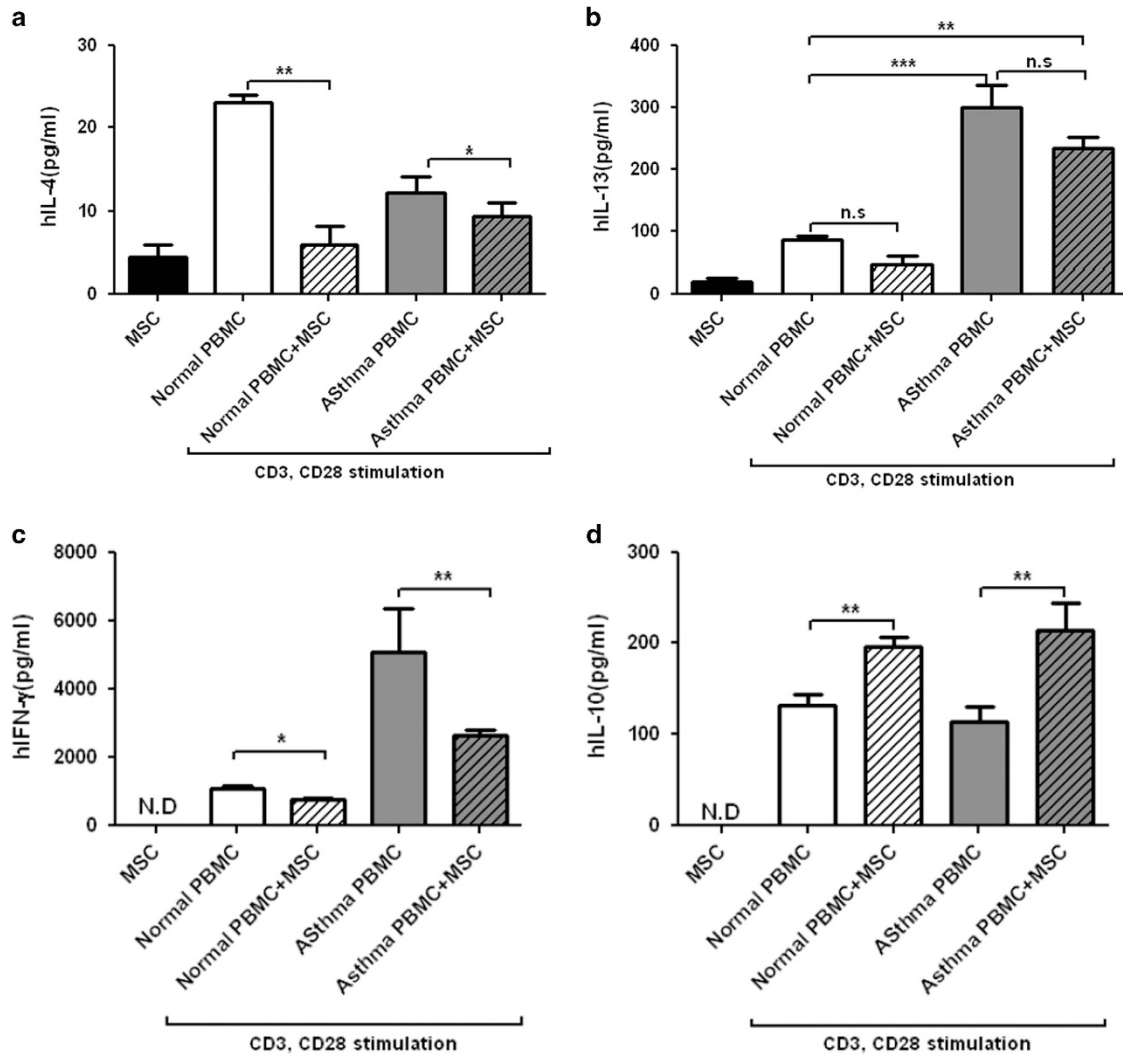 a
hIL-4(pg/ml)
30
20
10
0
**
*
MSC
Normal PBMC
Normal PBMC+MSC
ASthma PBMC
Asthma PBMC+MSC
CD3, CD28 stimulation
b
hIL-13(pg/ml)
400
300
200
100
0
**
***
n.s
n.s
MSC
Normal PBMC
Normal PBMC+MSC
ASthma PBMC
Asthma PBMC+MSC
CD3, CD28 stimulation
c
hIFN-γ(pg/ml)
8000
6000
4000
2000
0
N.D
*
**
MSC
Normal PBMC
Normal PBMC+MSC
ASthma PBMC
Asthma PBMC+MSC
CD3, CD28 stimulation
d
hIL-10(pg/ml)
300
200
100
0
N.D
**
**
MSC
Normal PBMC
Normal PBMC+MSC
ASthma PBMC
Asthma PBMC+MSC
CD3, CD28 stimulation